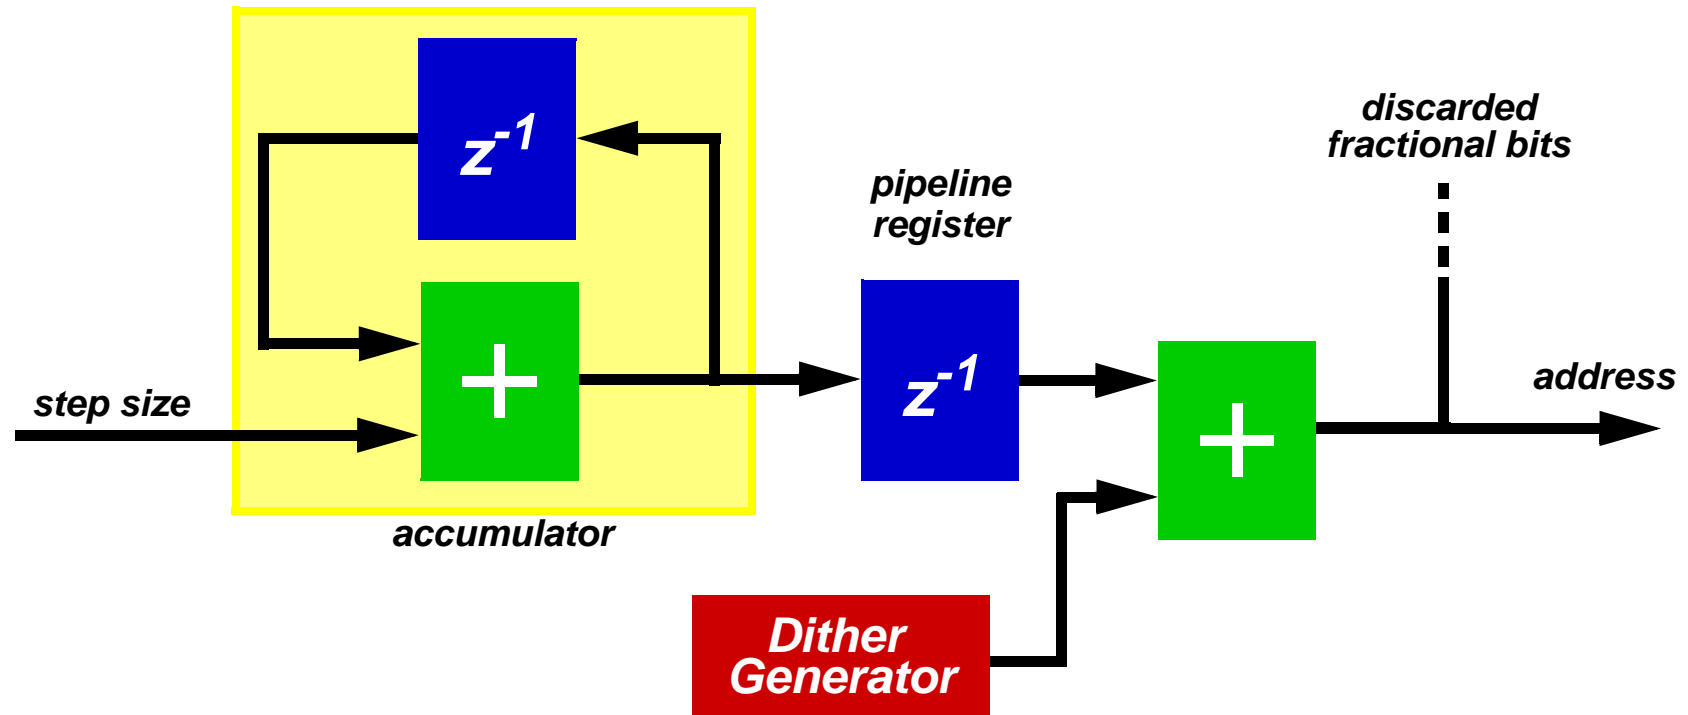 z-1
discarded
fractional bits
pipeline
register
+
z-1
address
step size
+
accumulator
Dither
Generator